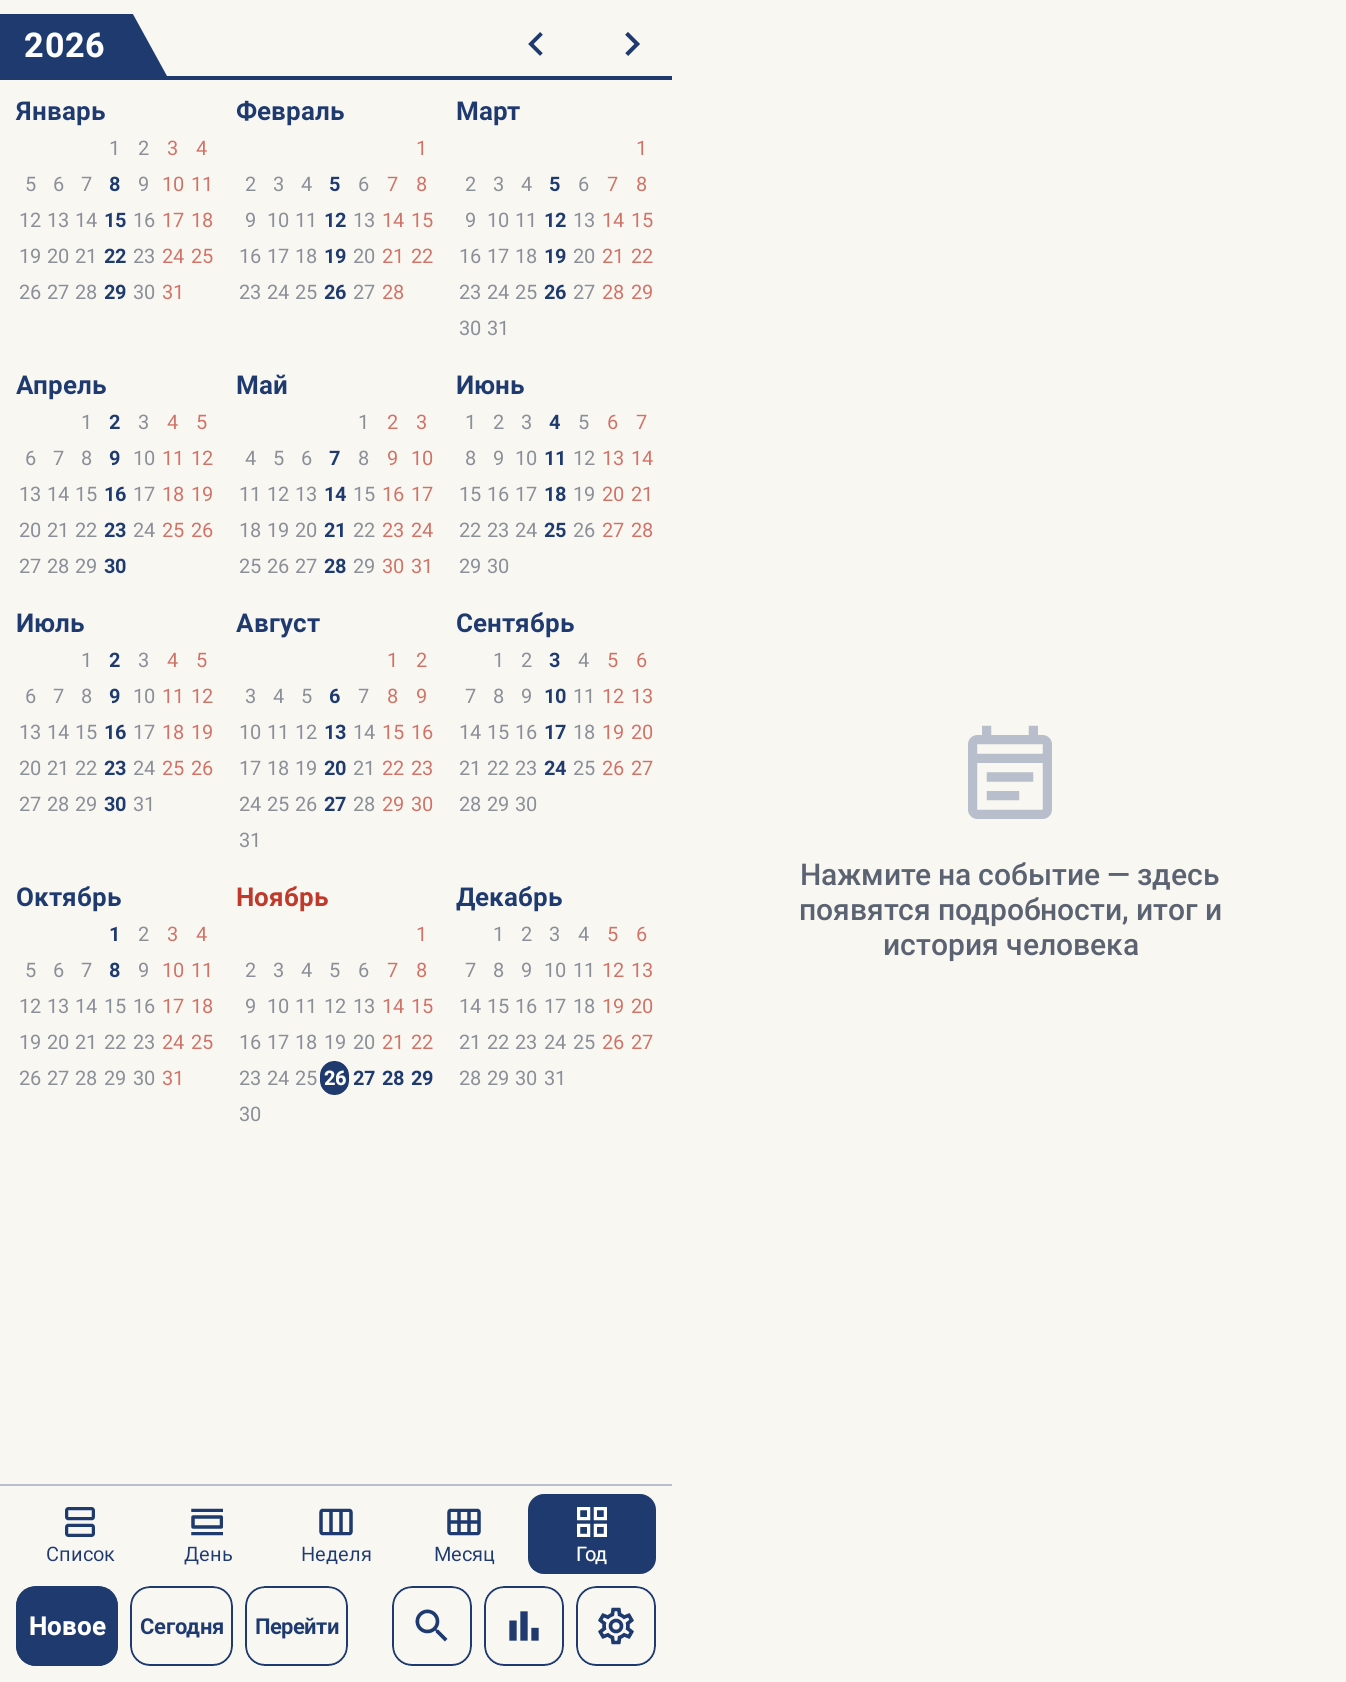 2026
Январь
1 2 3 4
5 6 7 8 9 10 11
12 13 14 15 16 17 18
19 20 21 22 23 24 25
26 27 28 29 30 31
Февраль
1
2 3 4 5 6 7 8
9 10 11 12 13 14 15
16 17 18 19 20 21 22
23 24 25 26 27 28
Март
1
2 3 4 5 6 7 8
9 10 11 12 13 14 15
16 17 18 19 20 21 22
23 24 25 26 27 28 29
30 31
Апрель
1 2 3 4 5
6 7 8 9 10 11 12
13 14 15 16 17 18 19
20 21 22 23 24 25 26
27 28 29 30
Май
1 2 3
4 5 6 7 8 9 10
11 12 13 14 15 16 17
18 19 20 21 22 23 24
25 26 27 28 29 30 31
Июнь
1 2 3 4 5 6 7
8 9 10 11 12 13 14
15 16 17 18 19 20 21
22 23 24 25 26 27 28
29 30
Июль
1 2 3 4 5
6 7 8 9 10 11 12
13 14 15 16 17 18 19
20 21 22 23 24 25 26
27 28 29 30 31
Август
1 2
3 4 5 6 7 8 9
10 11 12 13 14 15 16
17 18 19 20 21 22 23
24 25 26 27 28 29 30
31
Сентябрь
1 2 3 4 5 6
7 8 9 10 11 12 13
14 15 16 17 18 19 20
21 22 23 24 25 26 27
28 29 30
Октябрь
1 2 3 4
5 6 7 8 9 10 11
12 13 14 15 16 17 18
19 20 21 22 23 24 25
26 27 28 29 30 31
Ноябрь
1
2 3 4 5 6 7 8
9 10 11 12 13 14 15
16 17 18 19 20 21 22
23 24 25 26 27 28 29
30
Декабрь
1 2 3 4 5 6
7 8 9 10 11 12 13
14 15 16 17 18 19 20
21 22 23 24 25 26 27
28 29 30 31
Список
День
Неделя
Месяц
Год
Новое
Сегодня
Перейти
Нажмите на событие — здесь
появятся подробности, итог и
история человека